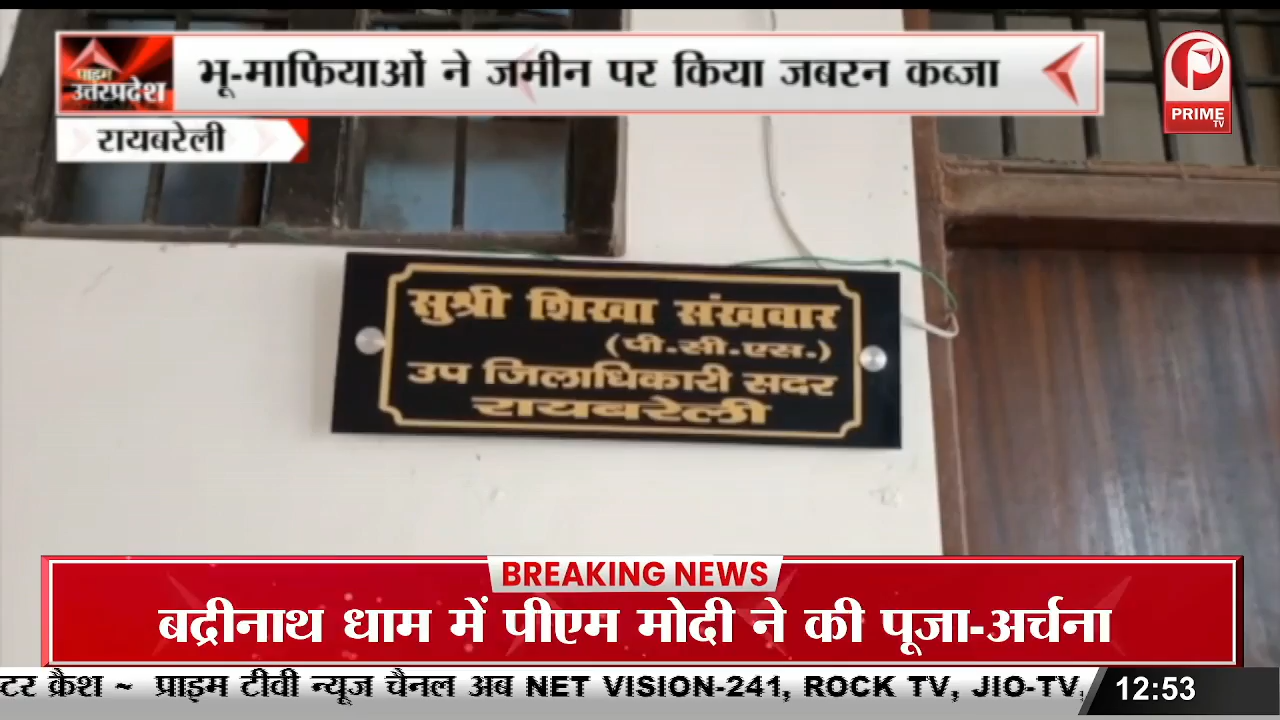 भू-माफियाओं ने जमीन पर किया जबरन कब्जा
प्राइम
उत्तरप्रदेश
रायबरेली
PRIME
TV
सुश्री शिखा संखवार
(पी.सी.एस.)
उप जिलाधिकारी सदर
रायबरेली
BREAKING NEWS
बद्रीनाथ धाम में पीएम मोदी ने की पूजा-अर्चना
टर क्रैश ~ प्राइम टीवी न्यूज चैनल अब NET VISION-241, ROCK TV, JIO-TV,
12:53